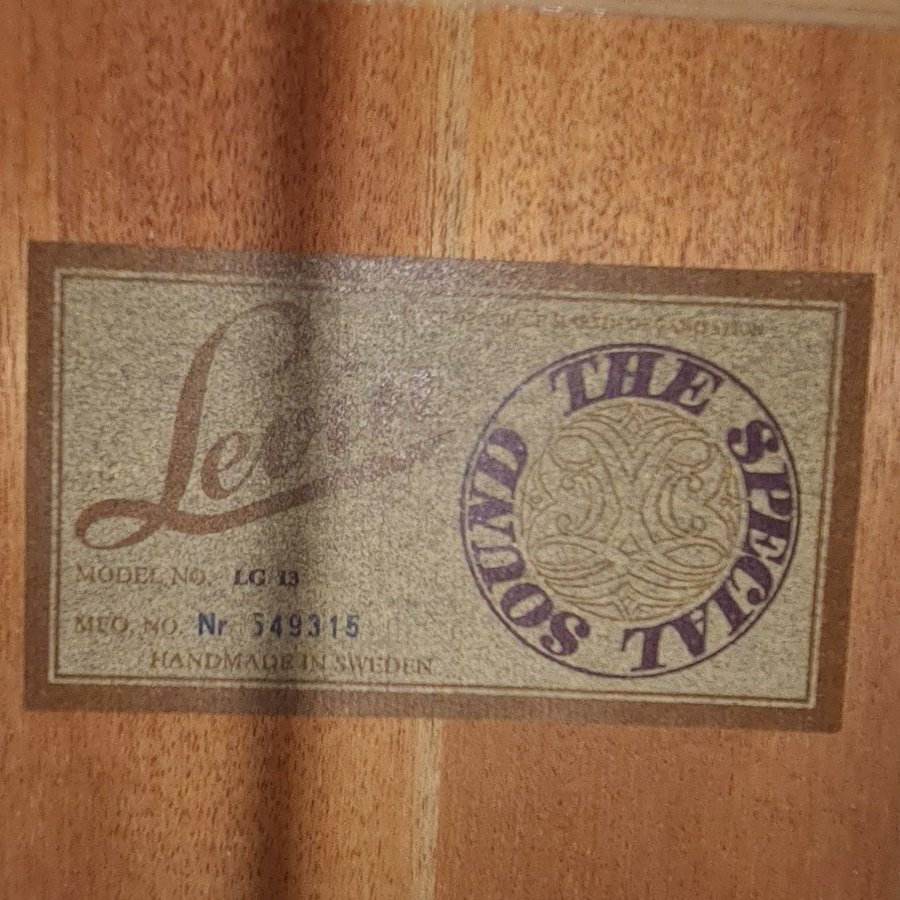 Levin
THE SPECIAL SOUND
MODEL NO. LG 13
MFG. NO. Nr 549315
HANDMADE IN SWEDEN